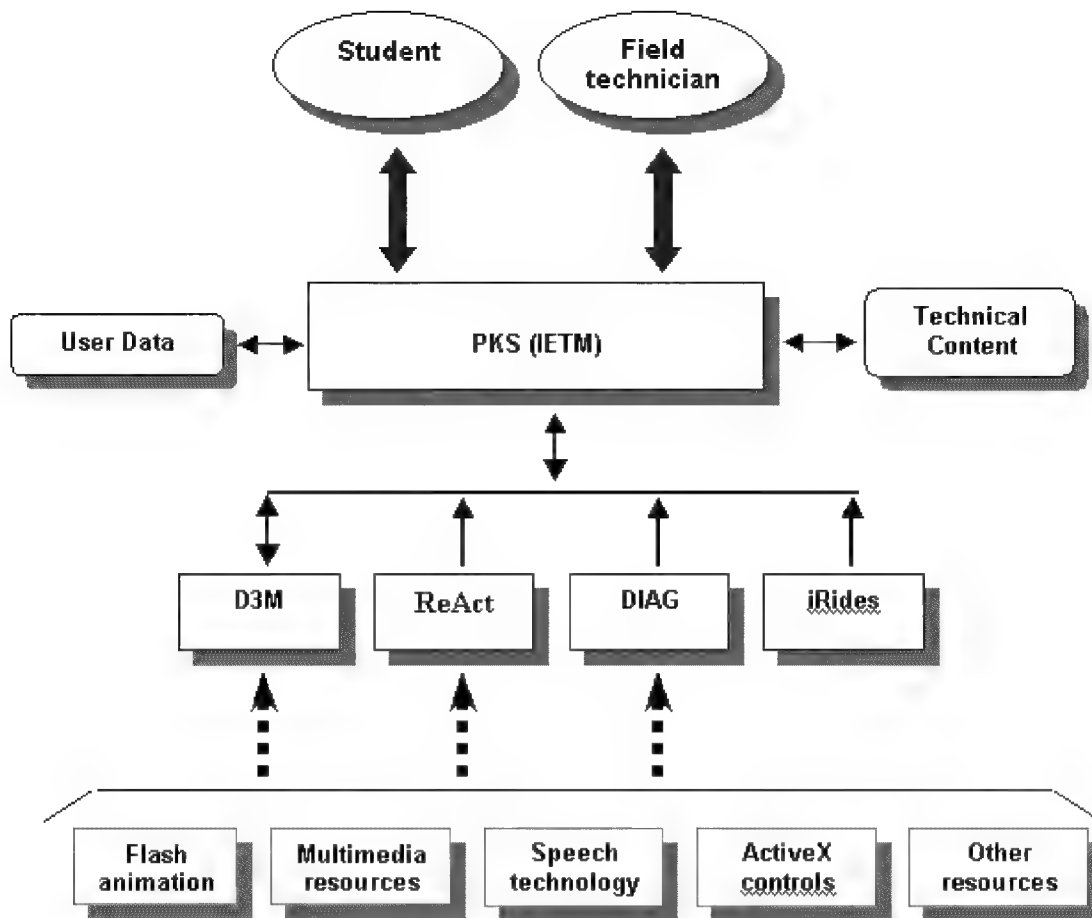 Student
Field
technician
User Data
PKS (IETM)
Technical
Content
D3M
ReAct
DIAG
iRides
Flash
animation
Multimedia
resources
Speech
technology
ActiveX
controls
Other
resources